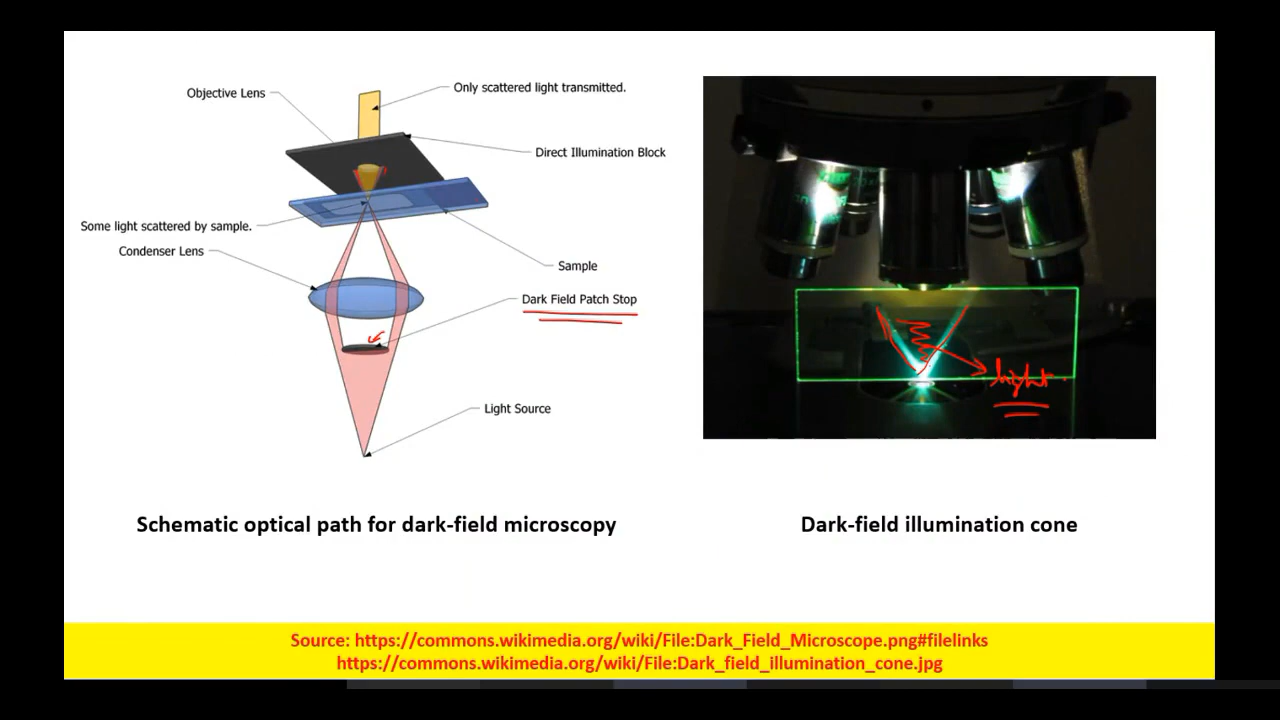 Objective Lens
Only scattered light transmitted.
Direct Illumination Block
Some light scattered by sample.
Condenser Lens
Sample
Dark Field Patch Stop
Light Source
light
Schematic optical path for dark-field microscopy
Dark-field illumination cone
Source: https://commons.wikimedia.org/wiki/File:Dark_Field_Microscope.png#filelinks
https://commons.wikimedia.org/wiki/File:Dark_field_illumination_cone.jpg